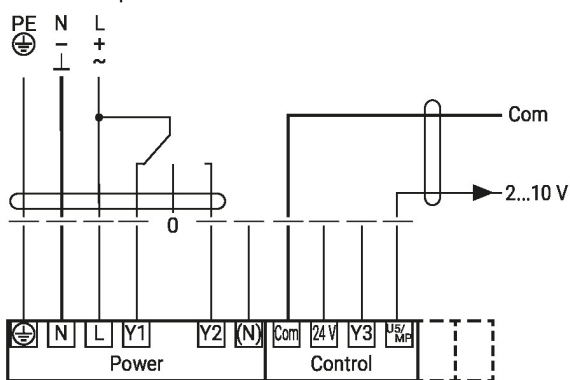 PE N L
- +
⊥ ~
Com
2...10 V
0
N L Y1 Y2 (N) Com 24 V Y3 U5/MP
Power Control